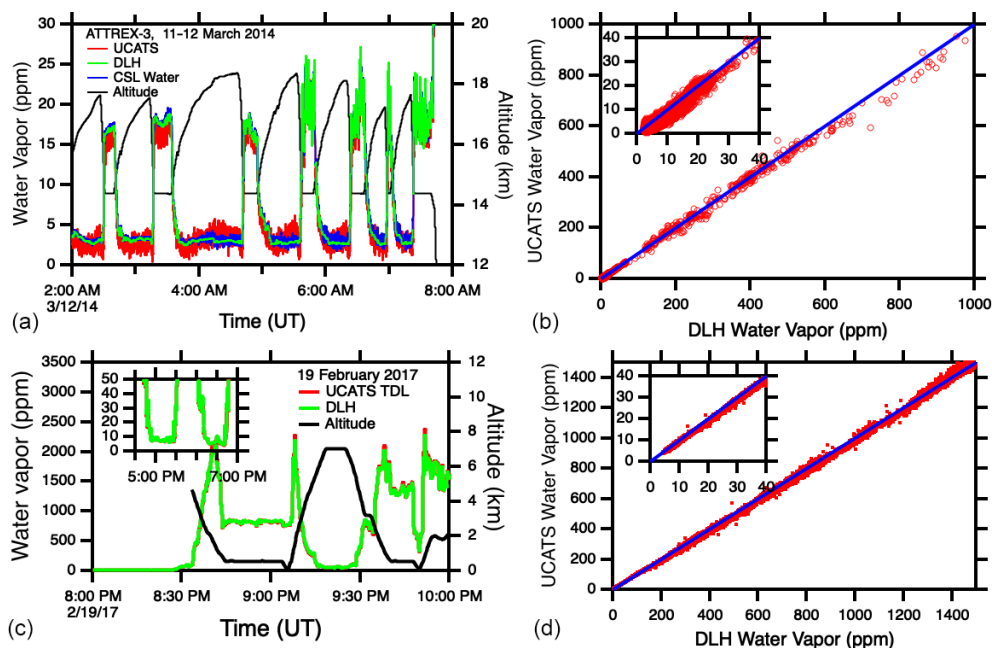 ATTREX-3, 11-12 March 2014
UCATS
DLH
CSL Water
Altitude
Water Vapor (ppm)
30
25
20
15
10
5
0
Altitude (km)
20
18
16
14
12
2:00 AM
4:00 AM
6:00 AM
8:00 AM
3/12/14
Time (UT)
(a)
UCATS Water Vapor (ppm)
1000
800
600
400
200
0
40
30
20
10
0
0 10 20 30 40
0 200 400 600 800 1000
DLH Water Vapor (ppm)
(b)
19 February 2017
UCATS TDL
DLH
Altitude
Water vapor (ppm)
3500
3000
2500
2000
1500
1000
500
0
50
40
30
20
10
0
5:00 PM 7:00 PM
Altitude (km)
12
10
8
6
4
2
0
8:00 PM 8:30 PM 9:00 PM 9:30 PM 10:00 PM
2/19/17
Time (UT)
(c)
UCATS Water Vapor (ppm)
1400
1200
1000
800
600
400
200
0
40
30
20
10
0
0 10 20 30 40
0 200 400 600 800 1000 1200 1400
DLH Water Vapor (ppm)
(d)